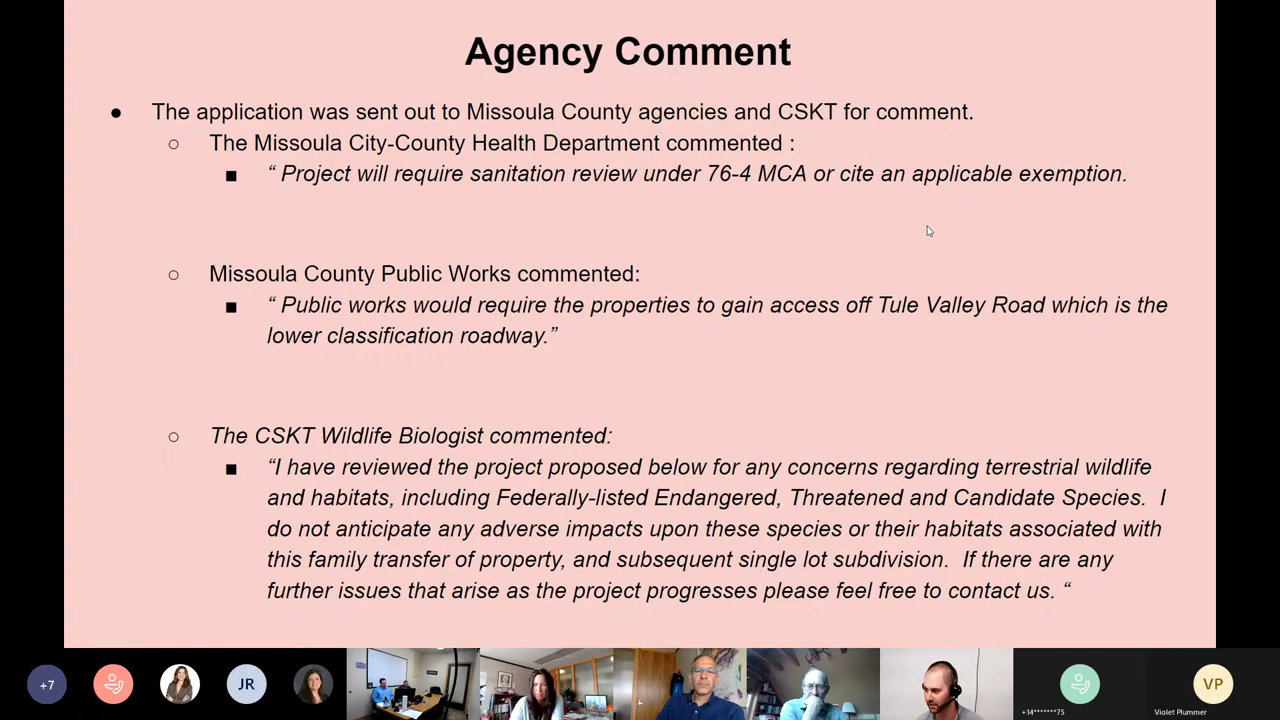 Agency Comment
● The application was sent out to Missoula County agencies and CSKT for comment.
○ The Missoula City-County Health Department commented :
■ “ Project will require sanitation review under 76-4 MCA or cite an applicable exemption.
○ Missoula County Public Works commented:
■ “ Public works would require the properties to gain access off Tule Valley Road which is the
lower classification roadway.”
○ The CSKT Wildlife Biologist commented:
■ “I have reviewed the project proposed below for any concerns regarding terrestrial wildlife
and habitats, including Federally-listed Endangered, Threatened and Candidate Species.  I
do not anticipate any adverse impacts upon these species or their habitats associated with
this family transfer of property, and subsequent single lot subdivision.  If there are any
further issues that arise as the project progresses please feel free to contact us. “
+7
JR
VP
+14*******75
Violet Plummer